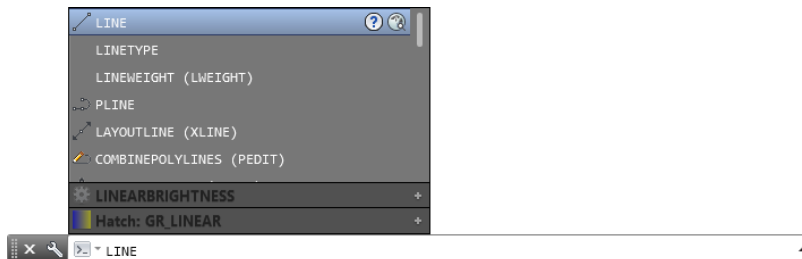 LINE
LINETYPE
LINEWEIGHT (LWEIGHT)
PLINE
LAYOUTLINE (XLINE)
COMBINEPOLYLINES (PEDIT)
LINEARBRIGHTNESS
Hatch: GR_LINEAR
LINE